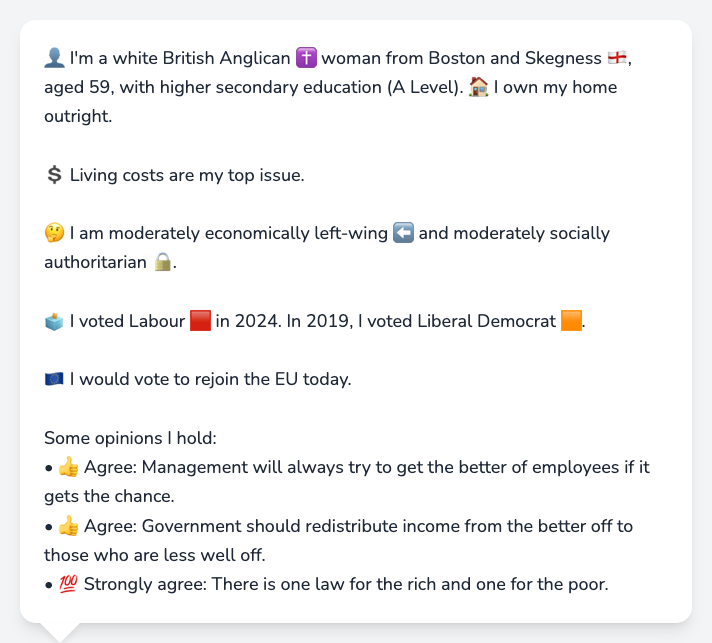 👤 I'm a white British Anglican ✝️ woman from Boston and Skegness 🏴󠁧󠁢󠁥󠁮󠁧󠁿,
aged 59, with higher secondary education (A Level). 🏠 I own my home
outright.
💲 Living costs are my top issue.
🤔 I am moderately economically left-wing ⬅️ and moderately socially
authoritarian 🔒.
🗳️ I voted Labour 🟥 in 2024. In 2019, I voted Liberal Democrat 🟧.
🇪🇺 I would vote to rejoin the EU today.
Some opinions I hold:
• 👍 Agree: Management will always try to get the better of employees if it
gets the chance.
• 👍 Agree: Government should redistribute income from the better off to
those who are less well off.
• 💯 Strongly agree: There is one law for the rich and one for the poor.